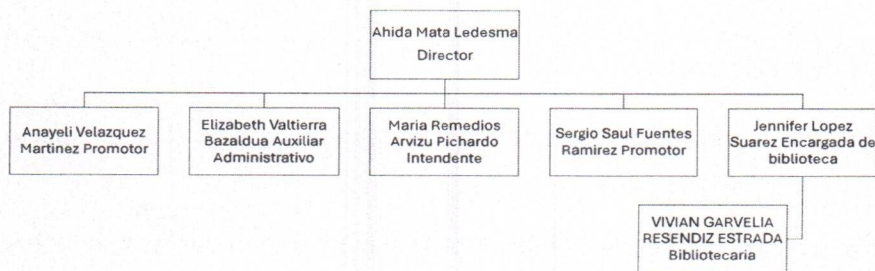 Ahida Mata Ledesma
Director
Anayeli Velazquez
Martinez Promotor
Elizabeth Valtierra
Bazaldua Auxiliar
Administrativo
Maria Remedios
Arvizu Pichardo
Intendente
Sergio Saul Fuentes
Ramirez Promotor
Jennifer Lopez
Suarez Encargada de
biblioteca
VIVIAN GARVELIA
RESENDIZ ESTRADA
Bibliotecaria